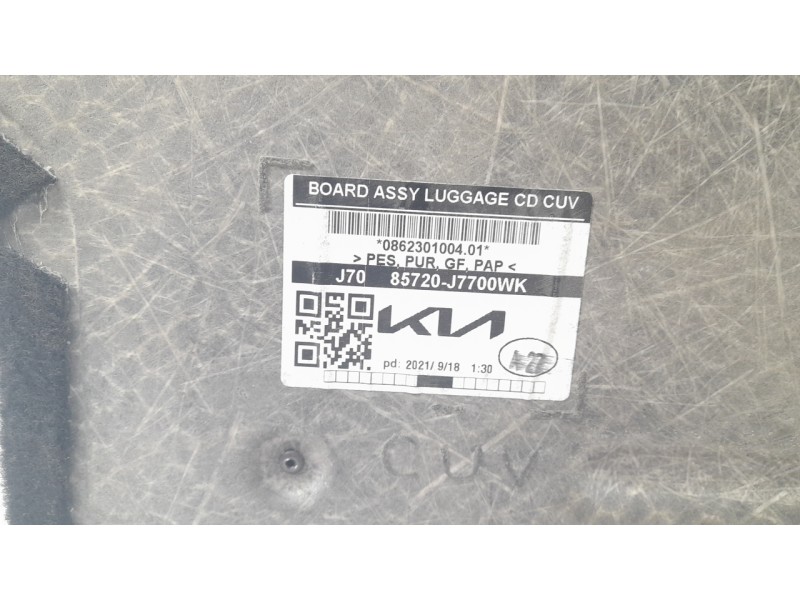 BOARD ASSY LUGGAGE CD CUV
*0862301004.01*
> PES, PUR, GF, PAP <
J70 85720-J7700WK
KIA
pd: 2021/ 9/18 1:30
CUV